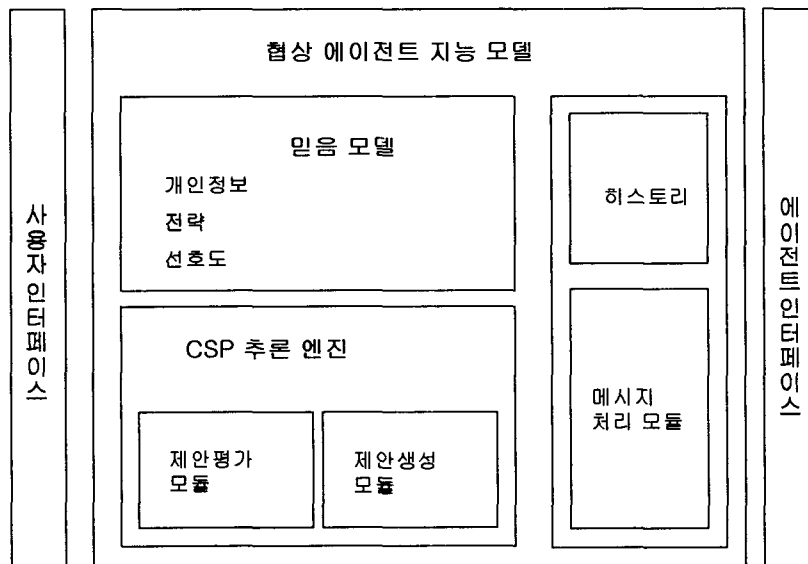 협상 에이전트 지능 모델
사용자인터페이스
믿음 모델
개인정보
전략
선호도
CSP 추론 엔진
제안평가
모듈
제안생성
모듈
히스토리
메시지
처리 모듈
에이전트인터페이스